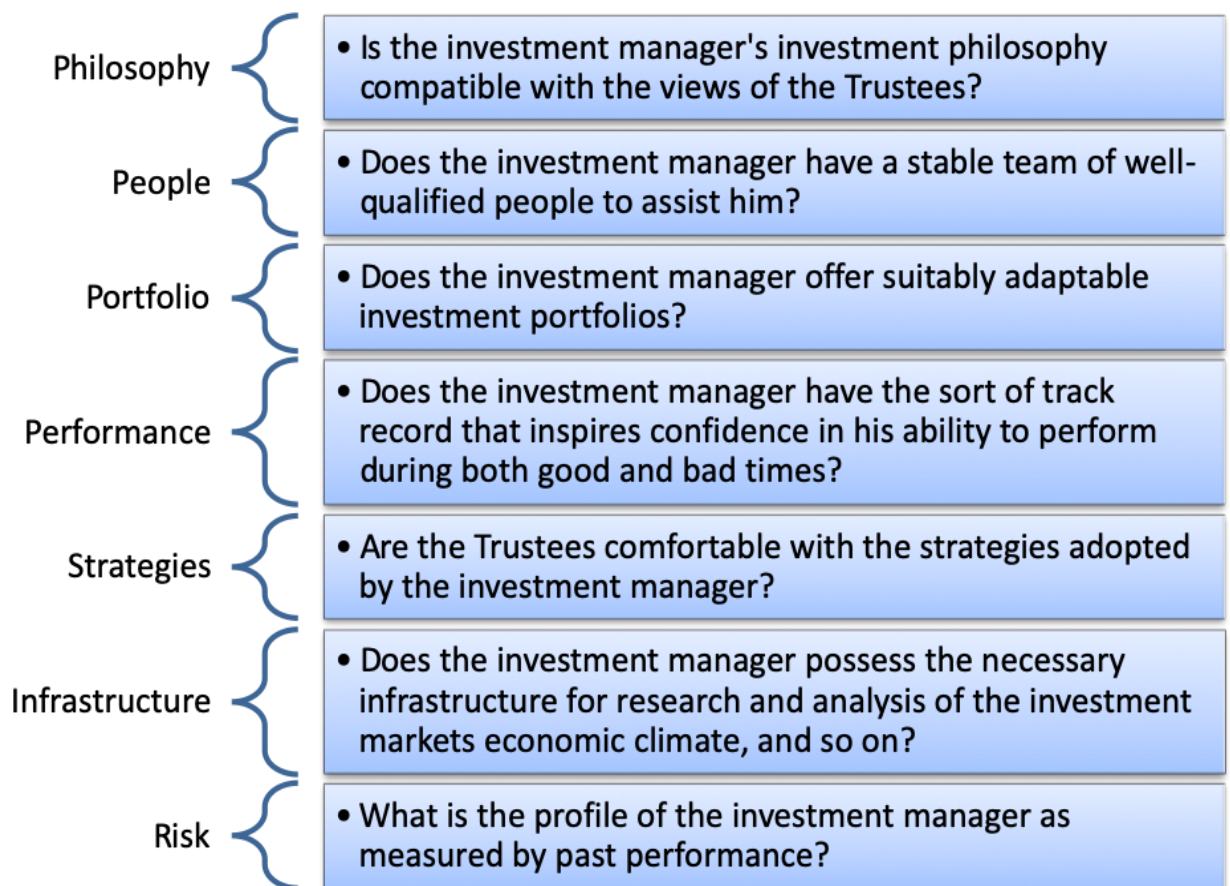 Philosophy
• Is the investment manager's investment philosophy
compatible with the views of the Trustees?
People
• Does the investment manager have a stable team of well-
qualified people to assist him?
Portfolio
• Does the investment manager offer suitably adaptable
investment portfolios?
Performance
• Does the investment manager have the sort of track
record that inspires confidence in his ability to perform
during both good and bad times?
Strategies
• Are the Trustees comfortable with the strategies adopted
by the investment manager?
Infrastructure
• Does the investment manager possess the necessary
infrastructure for research and analysis of the investment
markets economic climate, and so on?
Risk
• What is the profile of the investment manager as
measured by past performance?